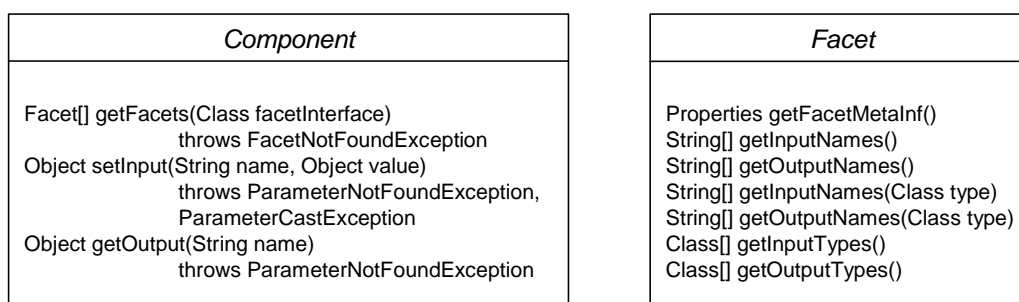 Component
Facet[] getFacets(Class facetInterface)
throws FacetNotFoundException
Object setInput(String name, Object value)
throws ParameterNotFoundException,
ParameterCastException
Object getOutput(String name)
throws ParameterNotFoundException
Facet
Properties getFacetMetaInf()
String[] getInputNames()
String[] getOutputNames()
String[] getInputNames(Class type)
String[] getOutputNames(Class type)
Class[] getInputTypes()
Class[] getOutputTypes()